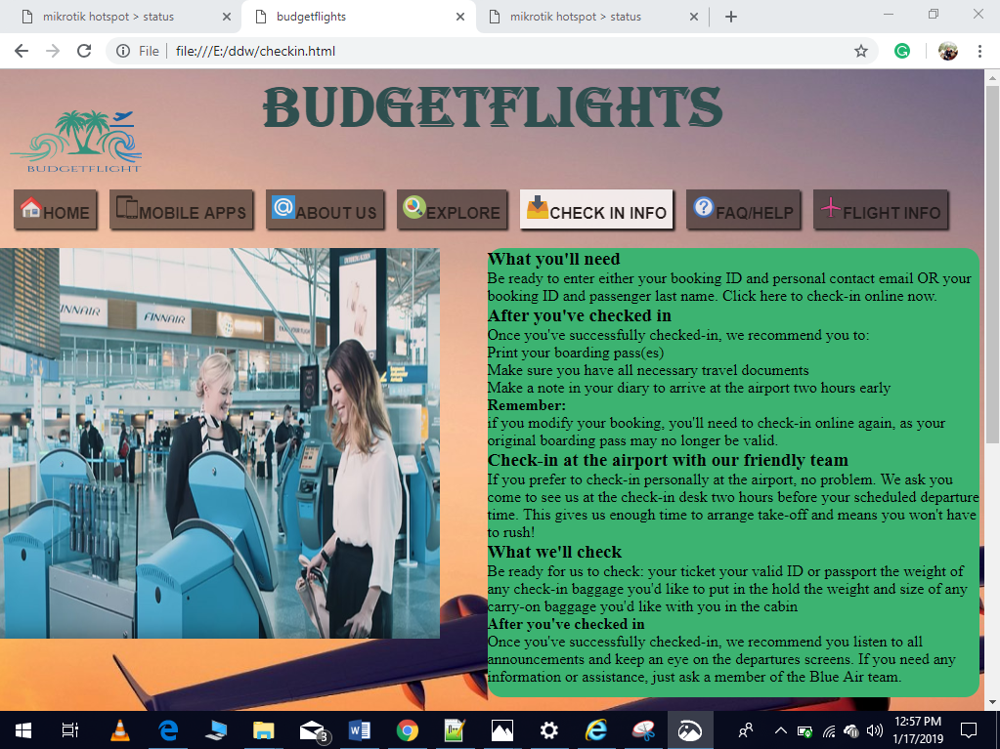 mikrotik hotspot > status
budgetflights
mikrotik hotspot > status
File
file:///E:/ddw/checkin.html
BUDGETFLIGHTS
BUDGETFLIGHT
HOME
MOBILE APPS
ABOUT US
EXPLORE
CHECK IN INFO
FAQ/HELP
FLIGHT INFO
FINNAIR
What you'll need
Be ready to enter either your booking ID and personal contact email OR your
booking ID and passenger last name. Click here to check-in online now.
After you've checked in
Once you've successfully checked-in, we recommend you to:
Print your boarding pass(es)
Make sure you have all necessary travel documents
Make a note in your diary to arrive at the airport two hours early
Remember:
if you modify your booking, you'll need to check-in online again, as your
original boarding pass may no longer be valid.
Check-in at the airport with our friendly team
If you prefer to check-in personally at the airport, no problem. We ask you
come to see us at the check-in desk two hours before your scheduled departure
time. This gives us enough time to arrange take-off and means you won't have
to rush!
What we'll check
Be ready for us to check: your ticket your valid ID or passport the weight of
any check-in baggage you'd like to put in the hold the weight and size of any
carry-on baggage you'd like with you in the cabin
After you've checked in
Once you've successfully checked-in, we recommend you listen to all
announcements and keep an eye on the departures screens. If you need any
information or assistance, just ask a member of the Blue Air team.
3
12:57 PM
1/17/2019